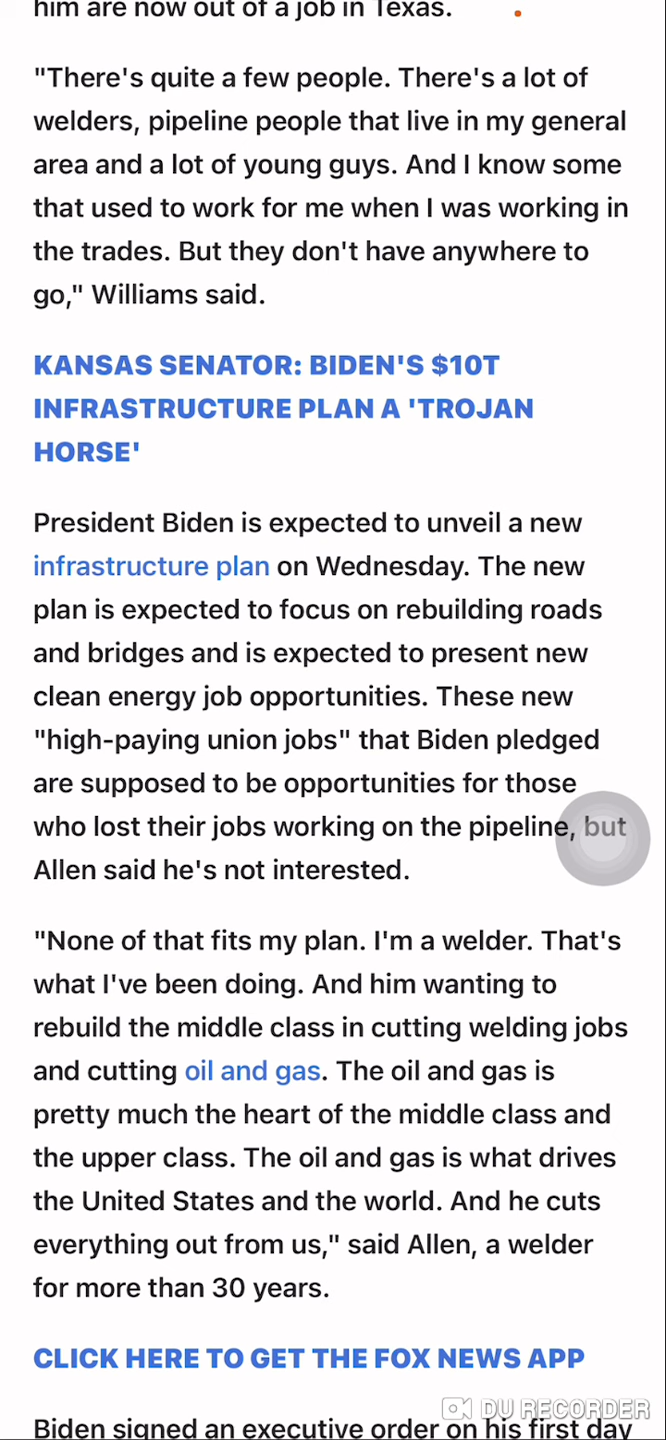 him are now out of a job in Texas.
"There's quite a few people. There's a lot of
welders, pipeline people that live in my general
area and a lot of young guys. And I know some
that used to work for me when I was working in
the trades. But they don't have anywhere to
go," Williams said.
KANSAS SENATOR: BIDEN'S $10T
INFRASTRUCTURE PLAN A 'TROJAN
HORSE'
President Biden is expected to unveil a new
infrastructure plan on Wednesday. The new
plan is expected to focus on rebuilding roads
and bridges and is expected to present new
clean energy job opportunities. These new
"high-paying union jobs" that Biden pledged
are supposed to be opportunities for those
who lost their jobs working on the pipeline, but
Allen said he's not interested.
"None of that fits my plan. I'm a welder. That's
what I've been doing. And him wanting to
rebuild the middle class in cutting welding jobs
and cutting oil and gas. The oil and gas is
pretty much the heart of the middle class and
the upper class. The oil and gas is what drives
the United States and the world. And he cuts
everything out from us," said Allen, a welder
for more than 30 years.
CLICK HERE TO GET THE FOX NEWS APP
DU RECORDER
Biden signed an executive order on his first day